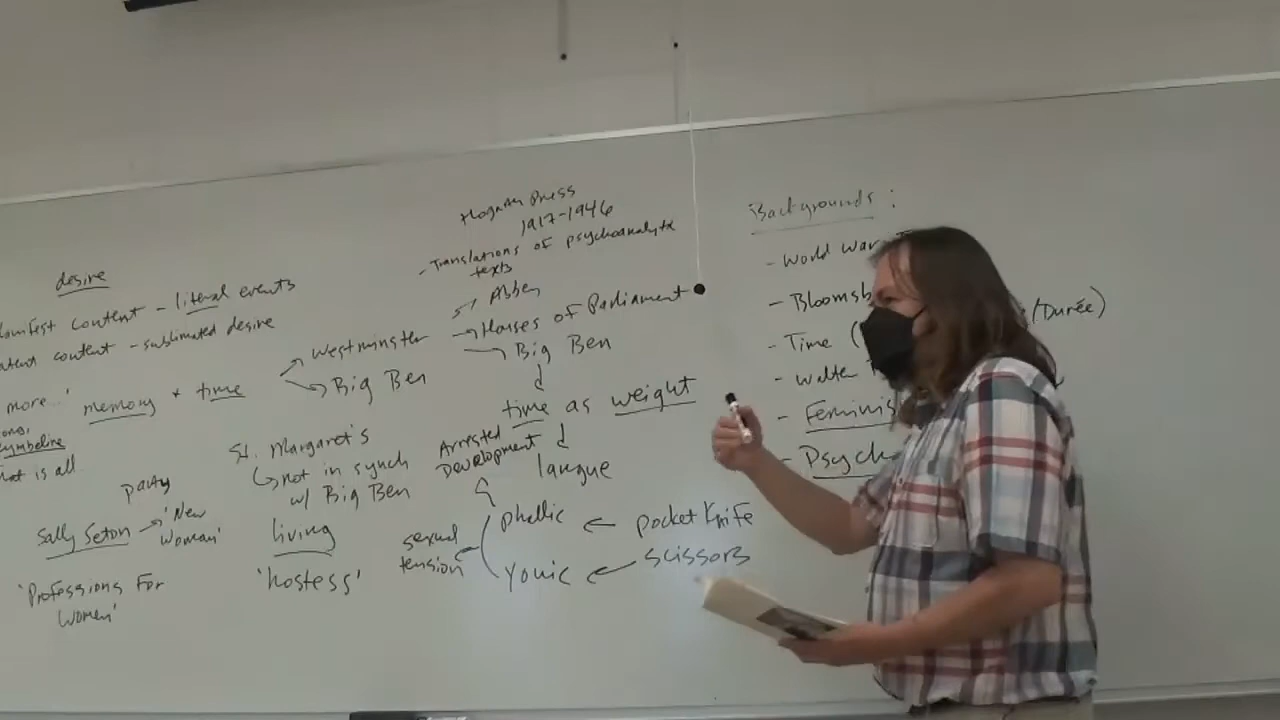 desire
manifest content - literal events
latent content - sublimated desire
more...'
memory + time
Westminster
Big Ben
Cymbeline
that is all
party
Sally Seton → 'New
Woman'
'Professions For
Women'
St. Margaret's
↳ not in synch
w/ Big Ben
living
'hostess'
Hogarth Press
1917-1946
- Translations of psychoanalytic
texts
Abbey
Houses of Parliament
Big Ben
time as weight
langue
Arrested
Development
sexual
tension
phallic ← pocket Knife
Yonic ← scissors
Backgrounds:
- World War
- Bloomsb
- Time (
(Durée)
- Walter
- Feminis
- Psych